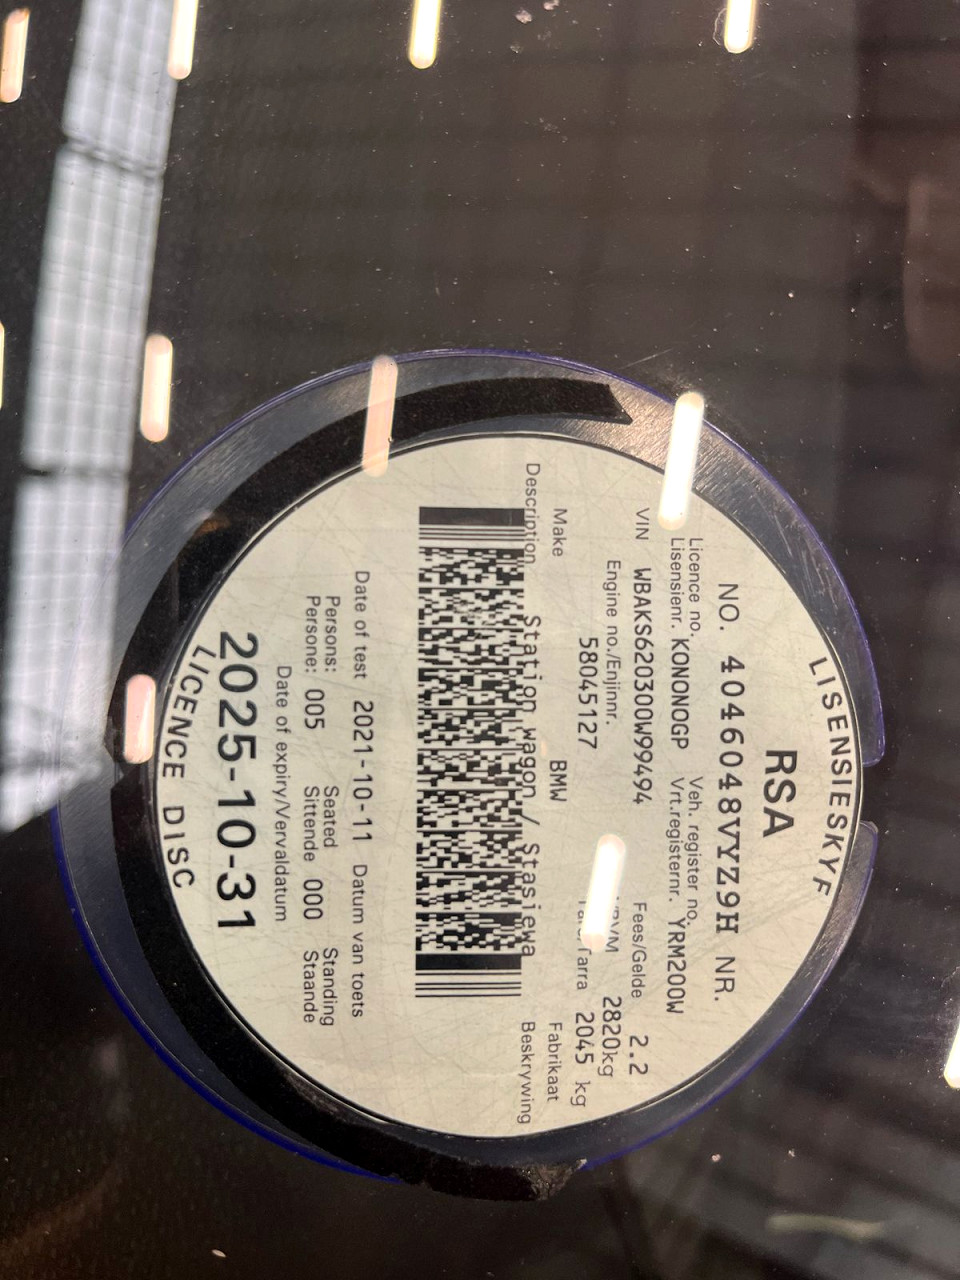 LISENSIESKYF
RSA
NO. 4046048VYZ9H NR.
Licence no. Veh. register no.
Lisensienr. KONONOGP Vrt.registernr. YRM200W
VIN WBAKS620300W99494 Fees/Gelde 2.2
Engine no./Enjinnr. 2820kg
58045127 Tarra 2045 kg
Make BMW Fabrikaat
Description Station wagon / Stasiewa Beskrywing
Date of test 2021-10-11 Datum van toets
Persons: Seated Standing
Persone: 005 Sittende 000 Staande
Date of expiry/Vervaldatum
2025-10-31
LICENCE DISC